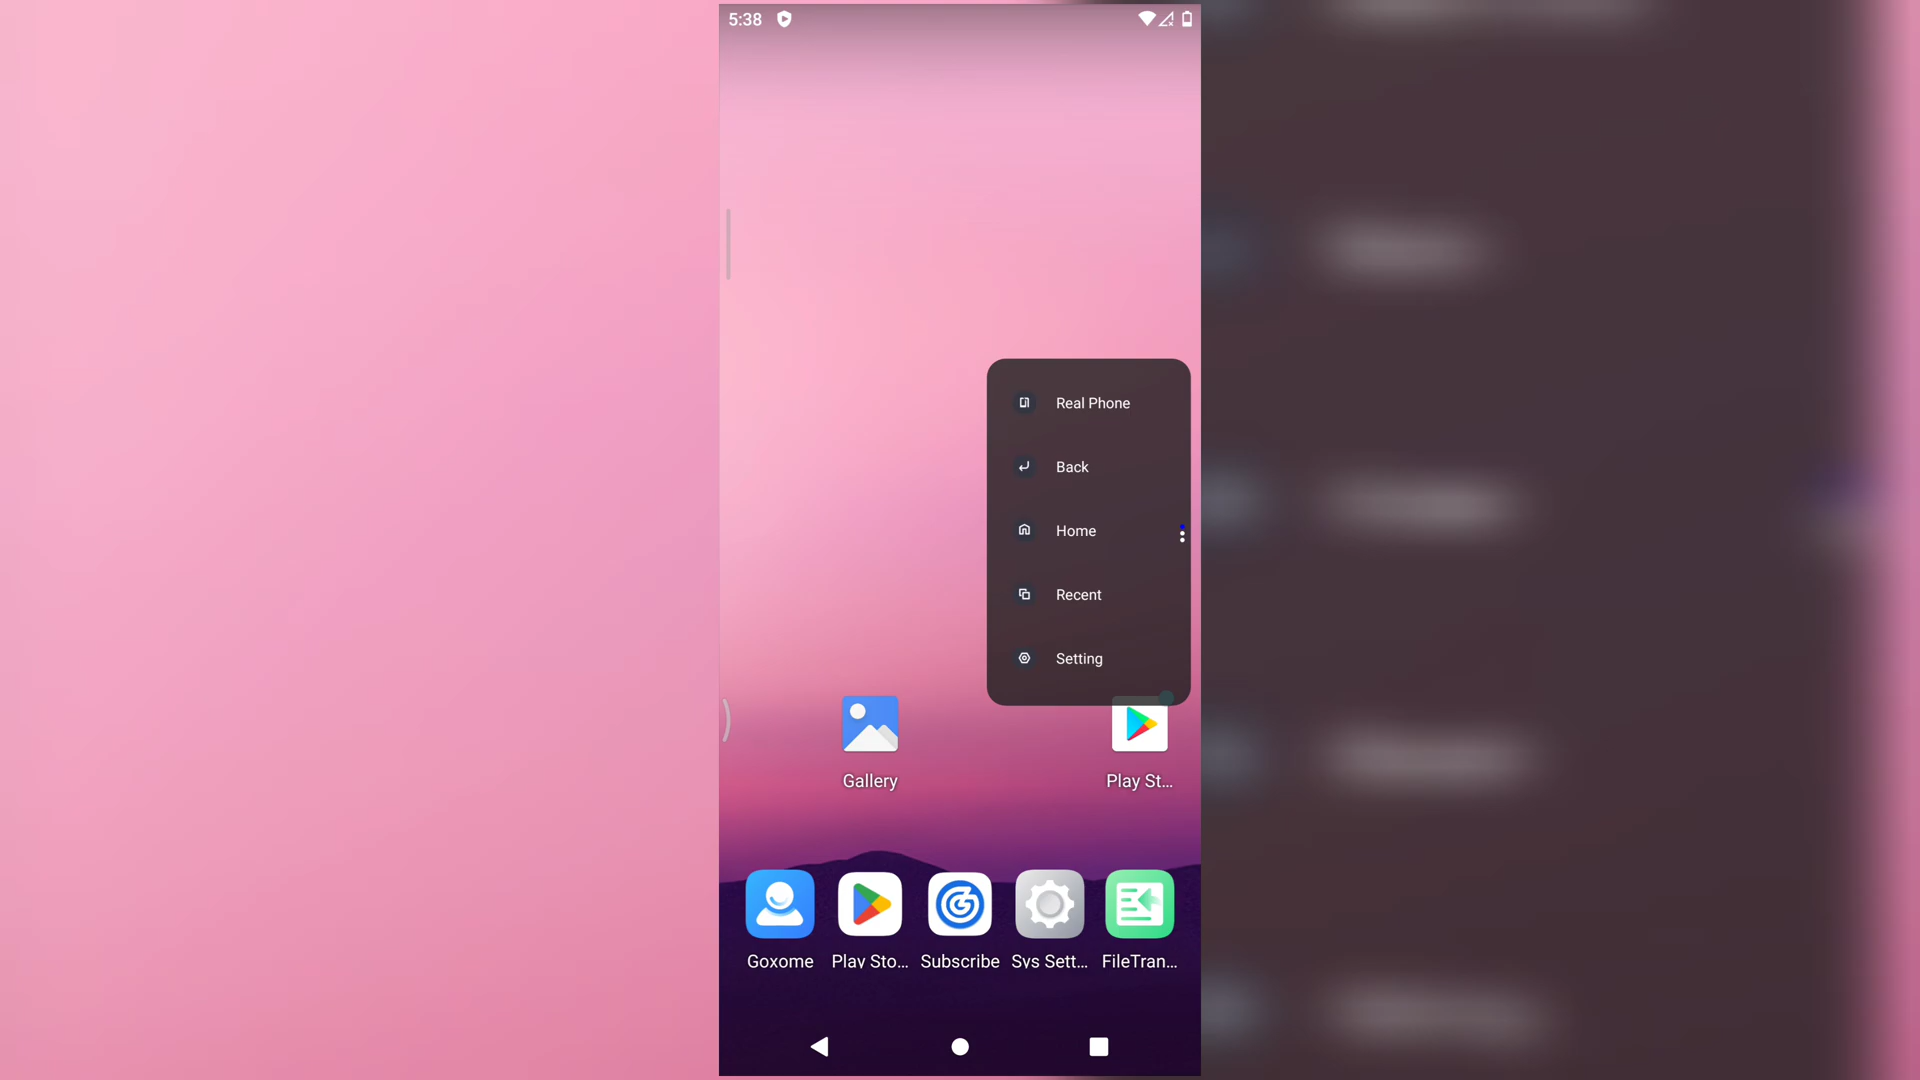 5:38
Real Phone
Back
Home
Recent
Setting
Gallery
Play St...
Goxome
Play Sto...
Subscribe
Sys Sett...
FileTran...